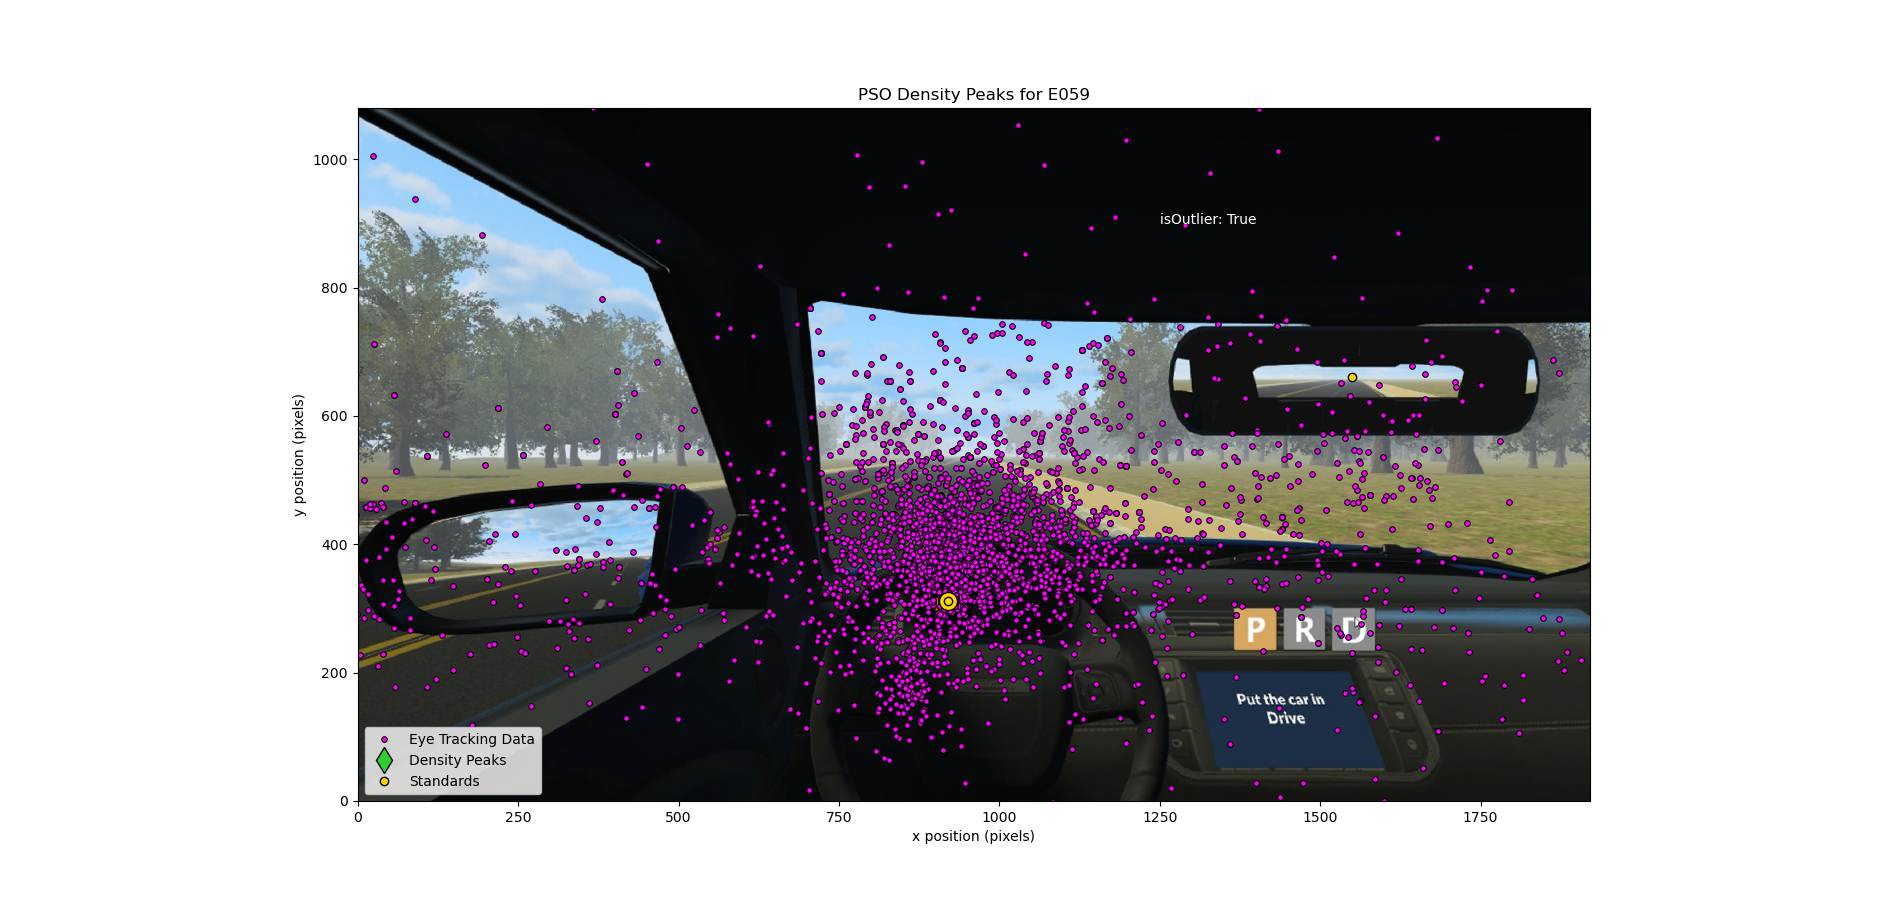 PSO Density Peaks for E059
isOutlier: True
y position (pixels)
1000
800
600
400
200
0
P R D
Put the car in
Drive
Eye Tracking Data
Density Peaks
Standards
0 250 500 750 1000 1250 1500 1750
x position (pixels)